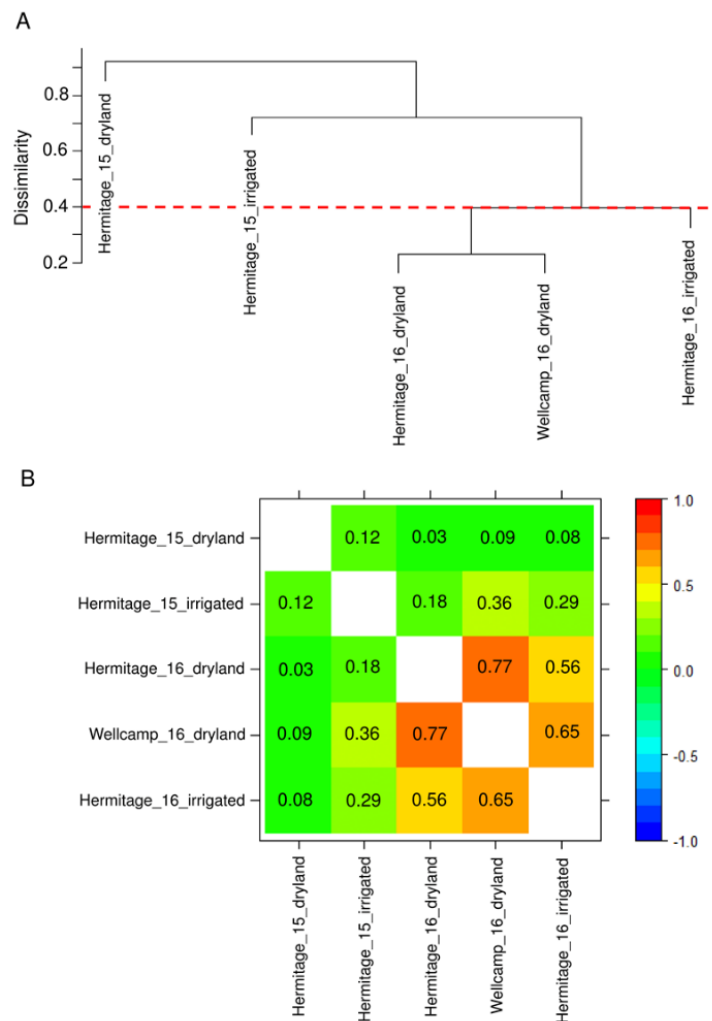 A
Dissimilarity
0.8
0.6
0.4
0.2
Hermitage_15_dryland
Hermitage_15_irrigated
Hermitage_16_dryland
Wellcamp_16_dryland
Hermitage_16_irrigated
B
Hermitage_15_dryland 0.12 0.03 0.09 0.08
Hermitage_15_irrigated 0.12 0.18 0.36 0.29
Hermitage_16_dryland 0.03 0.18 0.77 0.56
Wellcamp_16_dryland 0.09 0.36 0.77 0.65
Hermitage_16_irrigated 0.08 0.29 0.56 0.65
Hermitage_15_dryland
Hermitage_15_irrigated
Hermitage_16_dryland
Wellcamp_16_dryland
Hermitage_16_irrigated
1.0
0.5
0.0
-0.5
-1.0